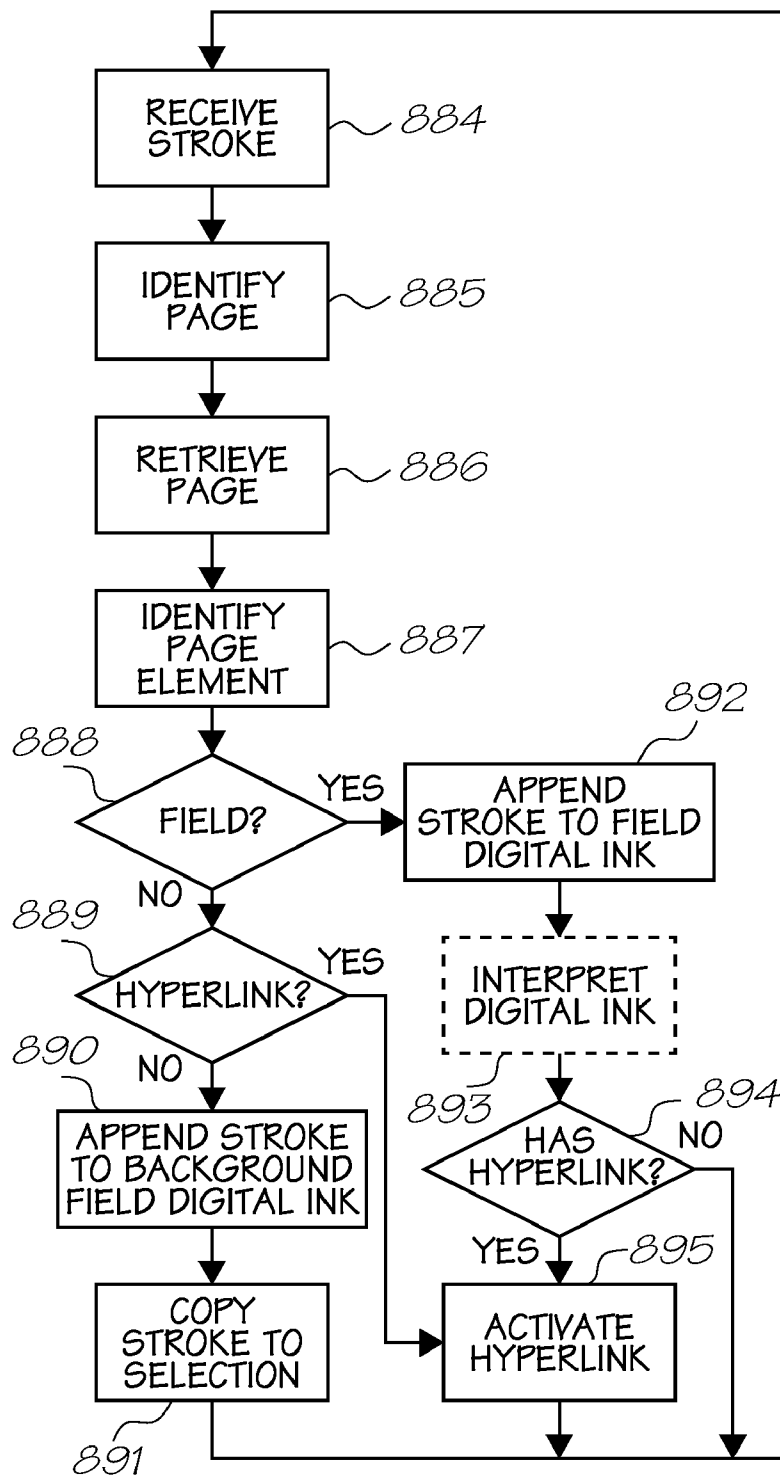 RECEIVE
STROKE
884
IDENTIFY
PAGE
885
RETRIEVE
PAGE
886
IDENTIFY
PAGE
ELEMENT
887
888
FIELD?
YES
NO
892
APPEND
STROKE TO FIELD
DIGITAL INK
889
HYPERLINK?
YES
NO
INTERPRET
DIGITAL INK
893
890
APPEND STROKE
TO BACKGROUND
FIELD DIGITAL INK
894
HAS
HYPERLINK?
NO
YES
895
COPY
STROKE TO
SELECTION
891
ACTIVATE
HYPERLINK